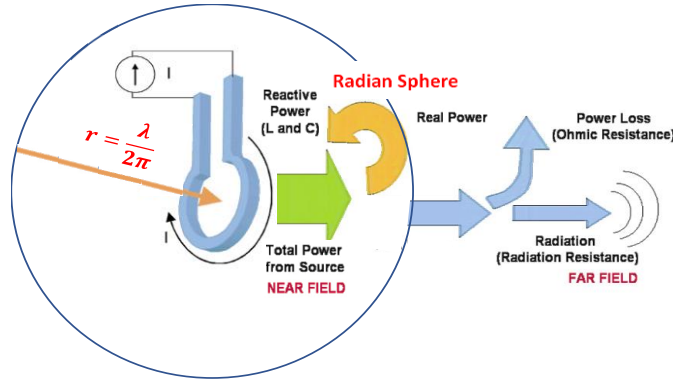 I
Radian Sphere
Reactive
Power
(L and C)
Real Power
Power Loss
(Ohmic Resistance)
r = λ/2π
I
Total Power
from Source
NEAR FIELD
Radiation
(Radiation Resistance)
FAR FIELD